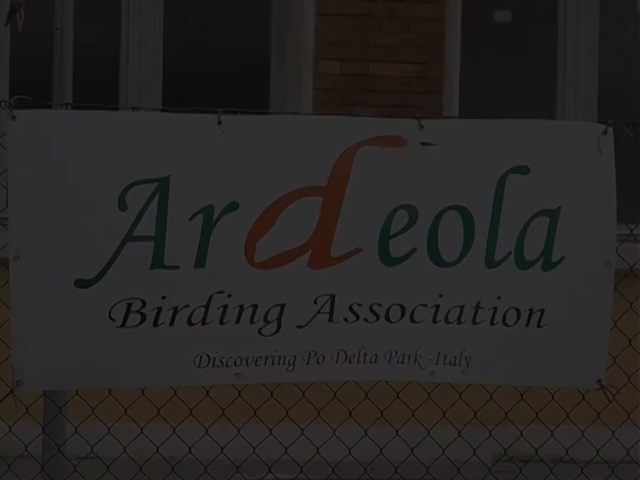 Ardeola
Birding Association
Discovering Po Delta Park - Italy